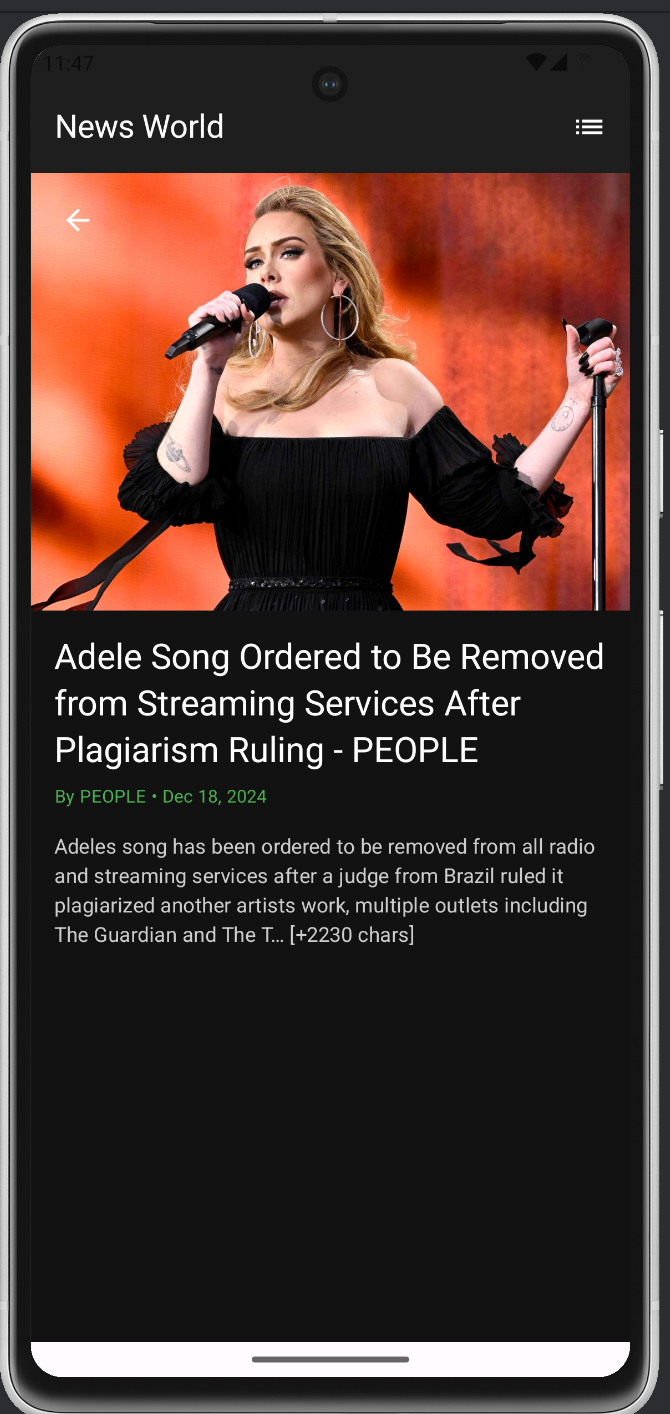 11:47
News World
Adele Song Ordered to Be Removed
from Streaming Services After
Plagiarism Ruling - PEOPLE
By PEOPLE • Dec 18, 2024
Adeles song has been ordered to be removed from all radio
and streaming services after a judge from Brazil ruled it
plagiarized another artists work, multiple outlets including
The Guardian and The T… [+2230 chars]